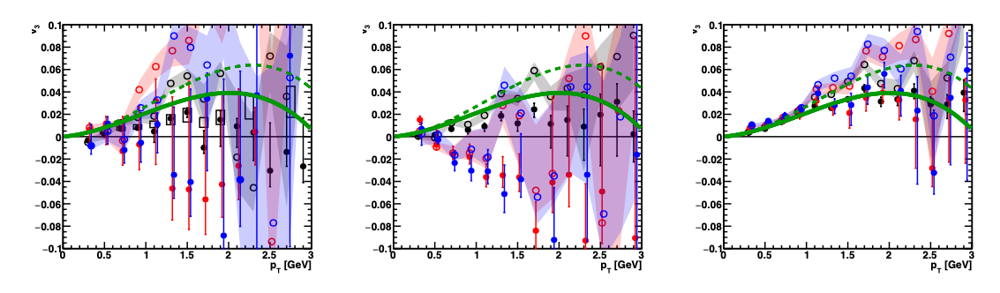 v₃ 0.1 v₃ 0.1 v₃ 0.1
0.08 0.08 0.08
0.06 0.06 0.06
0.04 0.04 0.04
0.02 0.02 0.02
0 0 0
−0.02 −0.02 −0.02
−0.04 −0.04 −0.04
−0.06 −0.06 −0.06
−0.08 −0.08 −0.08
−0.1 −0.1 −0.1
0 0.5 1 1.5 2 2.5 3 0 0.5 1 1.5 2 2.5 3 0 0.5 1 1.5 2 2.5 3
p_T [GeV] p_T [GeV] p_T [GeV]